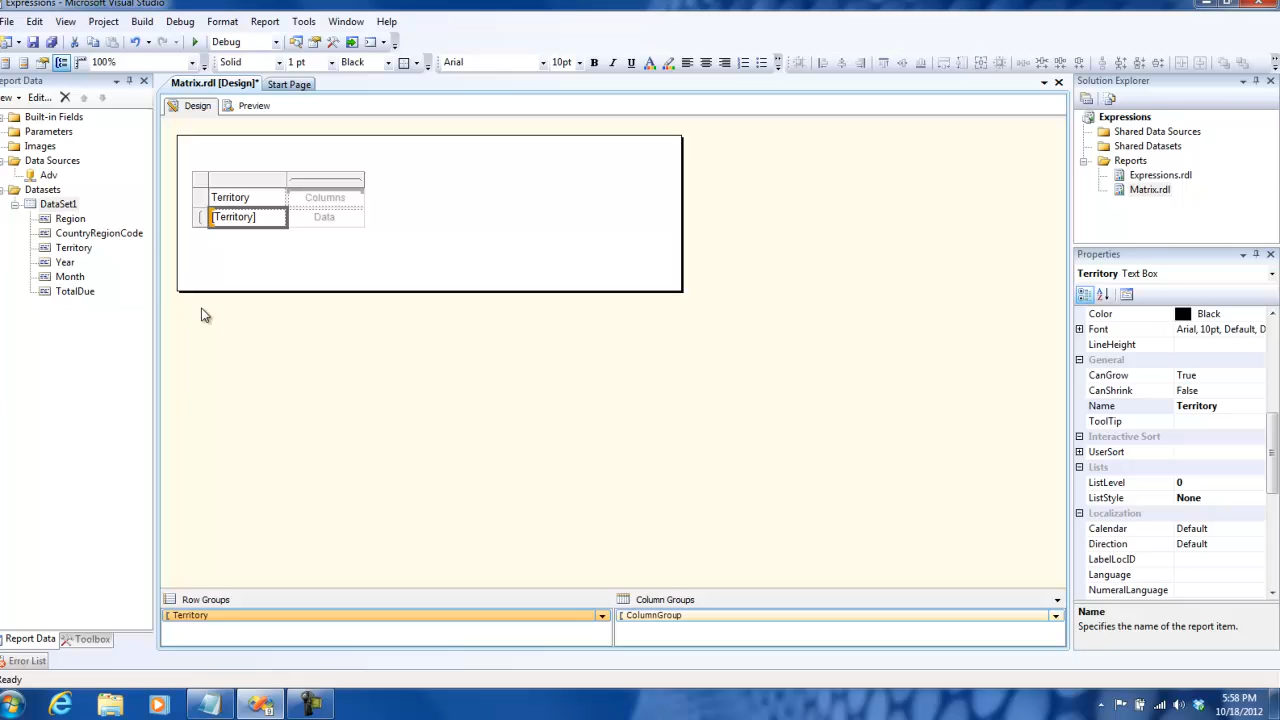 Expressions - Microsoft Visual Studio
File Edit View Project Build Debug Format Report Tools Window Help
Debug
100% Solid 1 pt Black Arial 10pt B I U
Report Data
Matrix.rdl [Design]* Start Page
Solution Explorer
Edit...
Design Preview
Built-in Fields
Parameters
Images
Data Sources
Adv
Datasets
DataSet1
Region
CountryRegionCode
Territory
Year
Month
TotalDue
Territory Columns
[Territory] Data
Expressions
Shared Data Sources
Shared Datasets
Reports
Expressions.rdl
Matrix.rdl
Properties
Territory Text Box
Color Black
Font Arial, 10pt, Default, D
LineHeight
General
CanGrow True
CanShrink False
Name Territory
ToolTip
Interactive Sort
UserSort
Lists
ListLevel 0
ListStyle None
Localization
Calendar Default
Direction Default
LabelLocID
Language
NumeralLanguage
Name
Specifies the name of the report item.
Row Groups Column Groups
[ Territory [ ColumnGroup
Report Data Toolbox
Error List
Ready
5:58 PM
10/18/2012